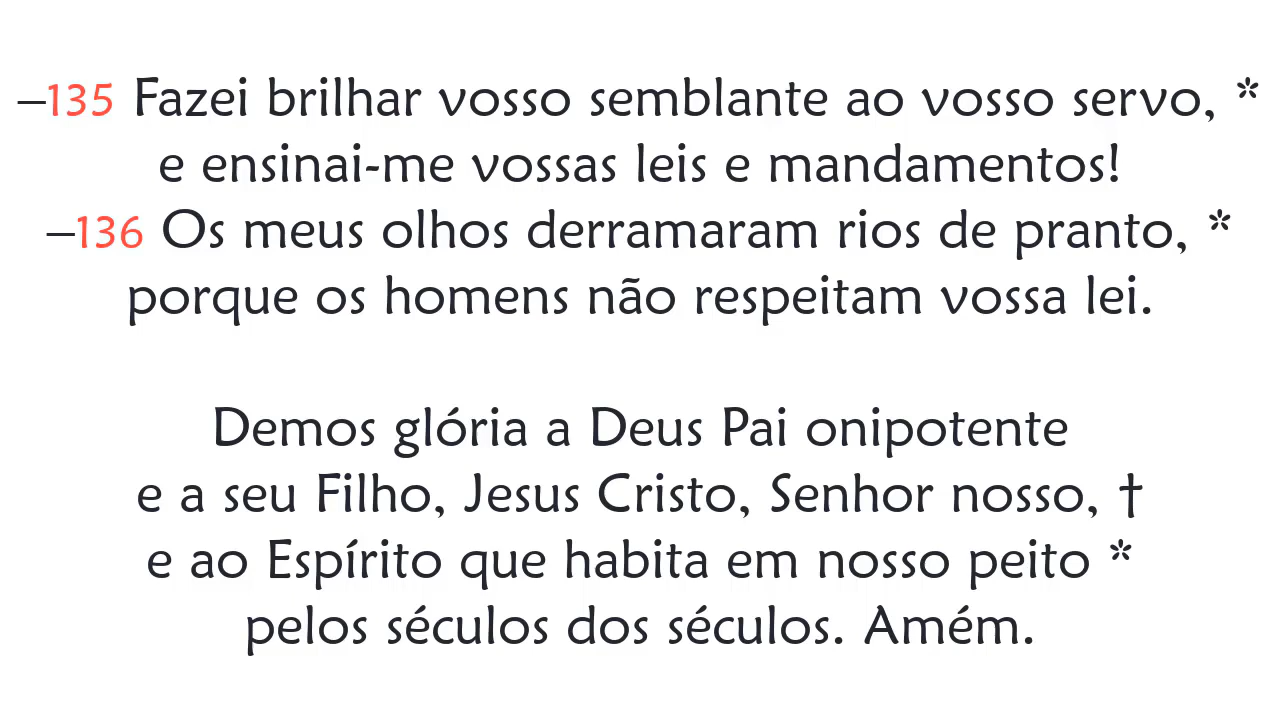 –135 Fazei brilhar vosso semblante ao vosso servo, *
e ensinai-me vossas leis e mandamentos!
–136 Os meus olhos derramaram rios de pranto, *
porque os homens não respeitam vossa lei.
Demos glória a Deus Pai onipotente
e a seu Filho, Jesus Cristo, Senhor nosso, †
e ao Espírito que habita em nosso peito *
pelos séculos dos séculos. Amém.